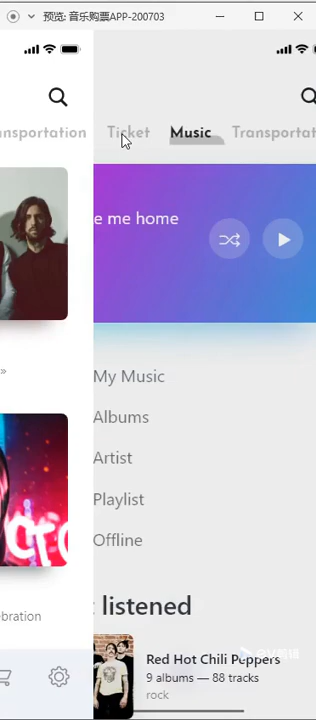 预览: 音乐购票APP-200703
ansportation
Ticket
Music
Transportat
e me home
»
My Music
Albums
Artist
Playlist
Offline
bration
listened
Red Hot Chili Peppers
9 albums — 88 tracks
rock